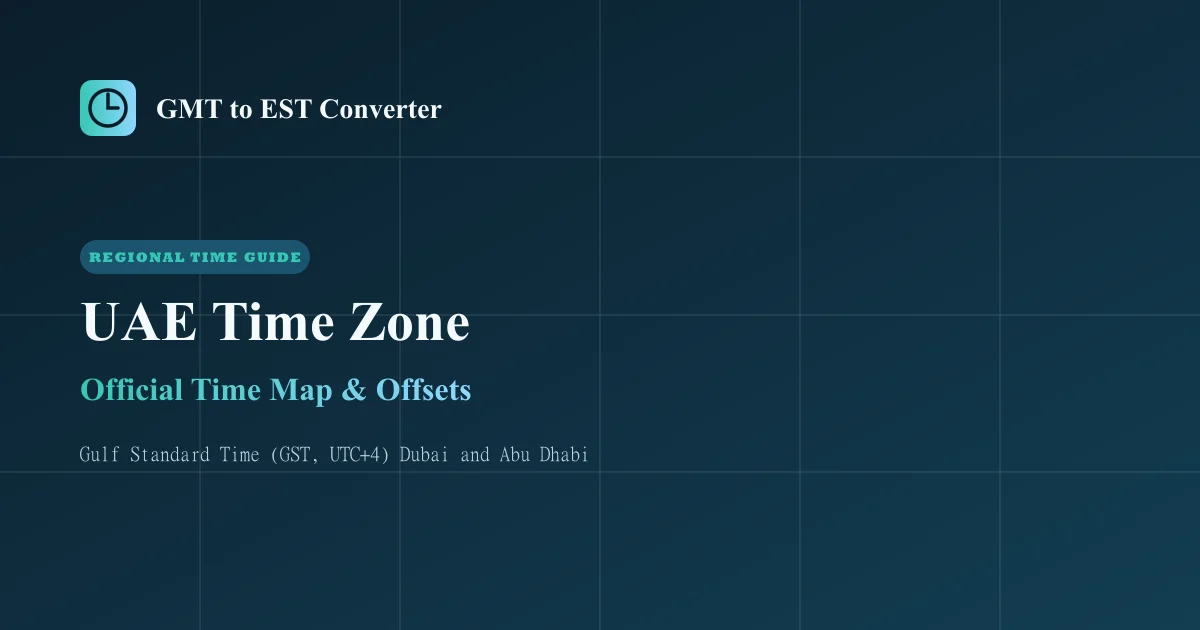 GMT to EST Converter
REGIONAL TIME GUIDE
UAE Time Zone
Official Time Map & Offsets
Gulf Standard Time (GST, UTC+4) Dubai and Abu Dhabi